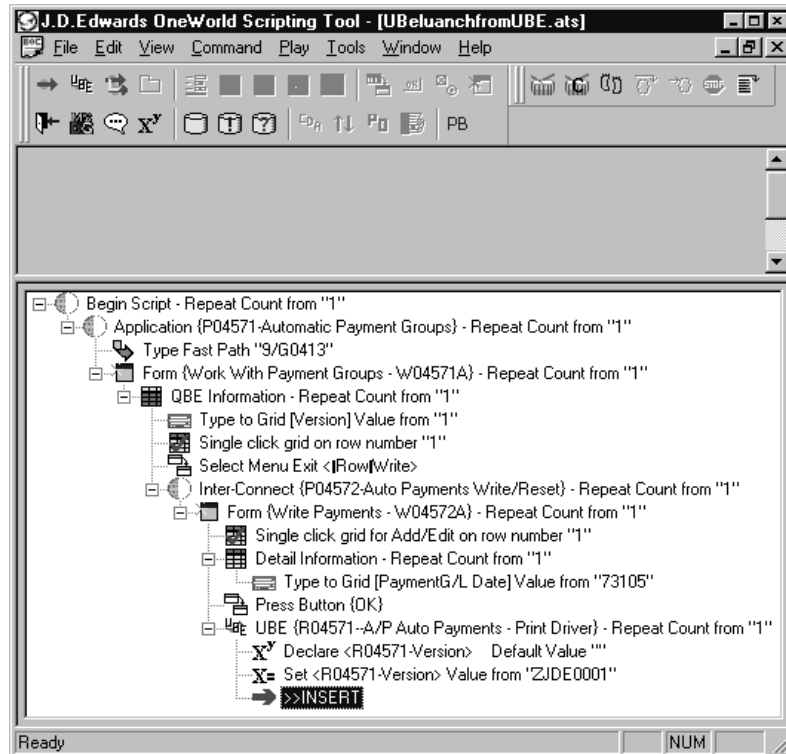 J.D.Edwards OneWorld Scripting Tool - [UBEluanchfromUBE.ats]
File Edit View Command Play Tools Window Help
UBE
Xʸ CDA PO PB
Begin Script - Repeat Count from "1"
Application {P04571-Automatic Payment Groups} - Repeat Count from "1"
Type Fast Path "9/G0413"
Form {Work With Payment Groups - W04571A} - Repeat Count from "1"
QBE Information - Repeat Count from "1"
Type to Grid [Version] Value from "1"
Single click grid on row number "1"
Select Menu Exit <|Row|Write>
Inter-Connect {P04572-Auto Payments Write/Reset} - Repeat Count from "1"
Form {Write Payments - W04572A} - Repeat Count from "1"
Single click grid for Add/Edit on row number "1"
Detail Information - Repeat Count from "1"
Type to Grid [PaymentG/L Date] Value from "73105"
Press Button {OK}
UBE UBE {R04571--A/P Auto Payments - Print Driver} - Repeat Count from "1"
Xʸ Declare <R04571-Version> Default Value ""
X= Set <R04571-Version> Value from "ZJDE0001"
>>INSERT
Ready NUM